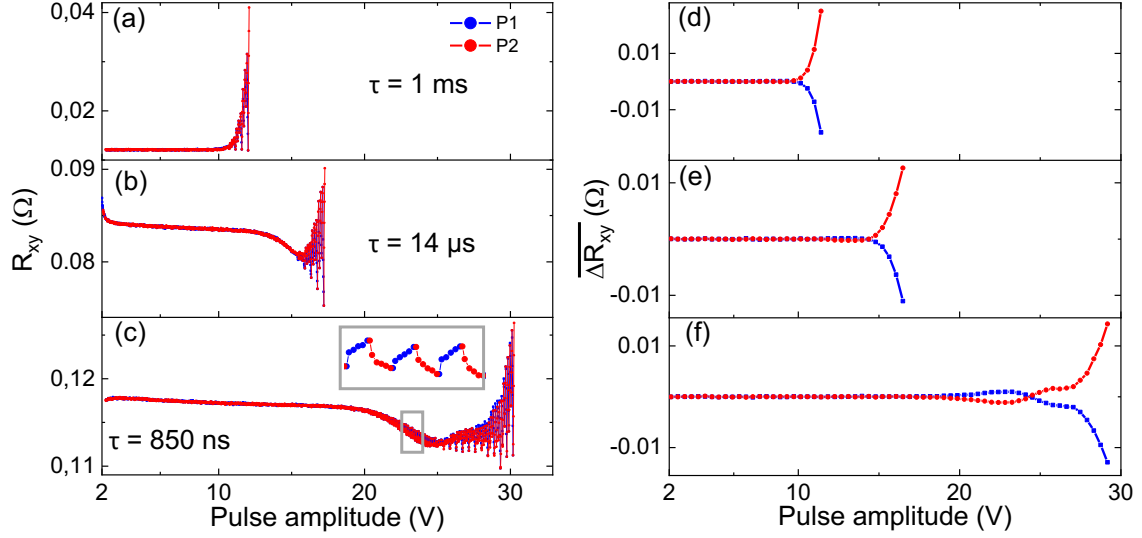 (a)
P1
P2
τ = 1 ms
0,04
0,02
(b)
τ = 14 µs
0.09
0.08
(c)
τ = 850 ns
0.12
0,11
2
10
20
30
Pulse amplitude (V)
R_xy (Ω)
(d)
0.01
-0.01
(e)
0.01
-0.01
(f)
0.01
-0.01
2
10
20
30
Pulse amplitude (V)
ΔR_xy (Ω)